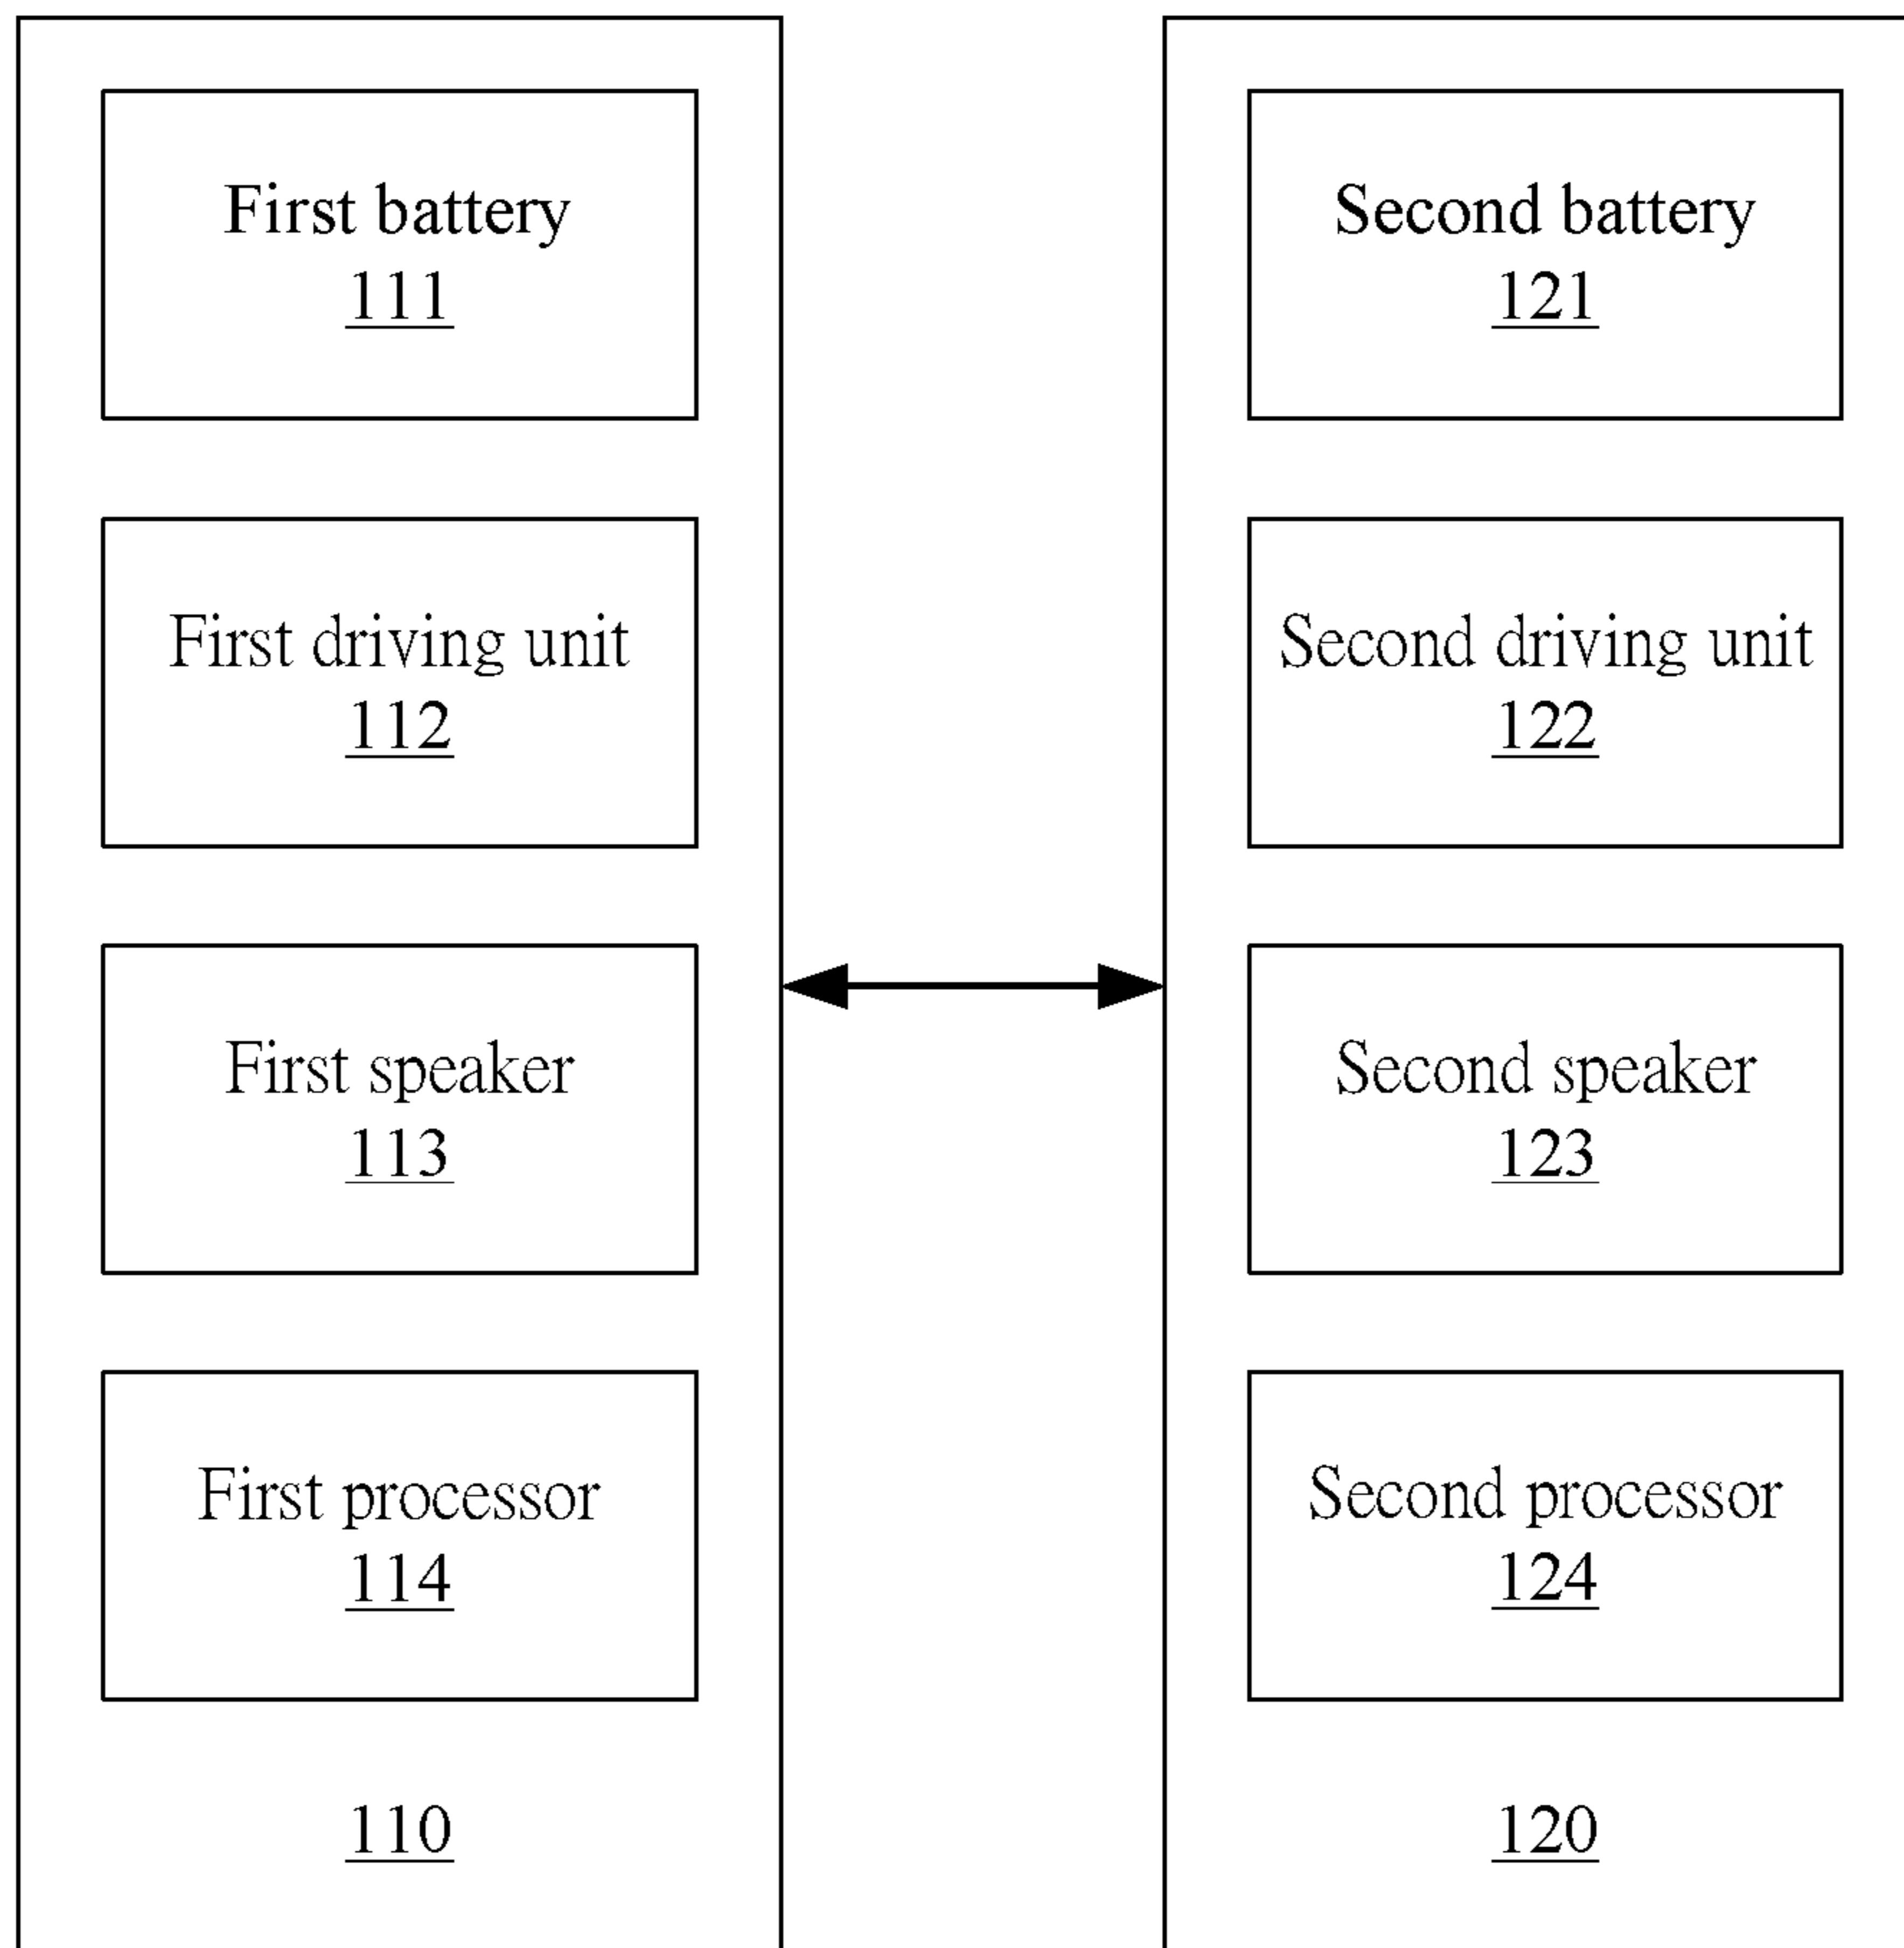 First battery
111
First driving unit
112
First speaker
113
First processor
114
110
Second battery
121
Second driving unit
122
Second speaker
123
Second processor
124
120